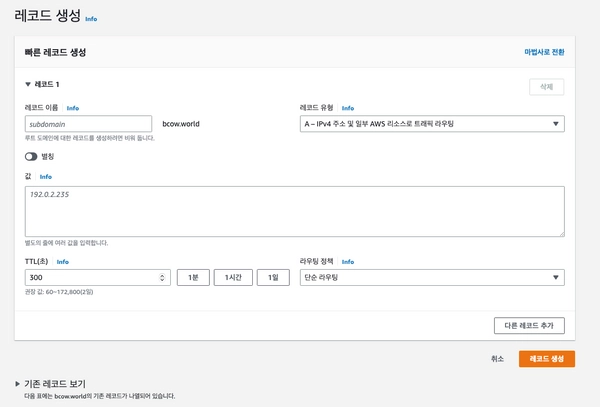 레코드 생성 Info
빠른 레코드 생성
마법사로 전환
레코드 1
삭제
레코드 이름 Info
subdomain
bcow.world
루트 도메인에 대한 레코드를 생성하려면 비워 둡니다.
레코드 유형 Info
A – IPv4 주소 및 일부 AWS 리소스로 트래픽 라우팅
별칭
값 Info
192.0.2.235
별도의 줄에 여러 값을 입력합니다.
TTL(초) Info
300
1분
1시간
1일
권장 값: 60~172,800(2일)
라우팅 정책 Info
단순 라우팅
다른 레코드 추가
취소
레코드 생성
기존 레코드 보기
다음 표에는 bcow.world의 기존 레코드가 나열되어 있습니다.